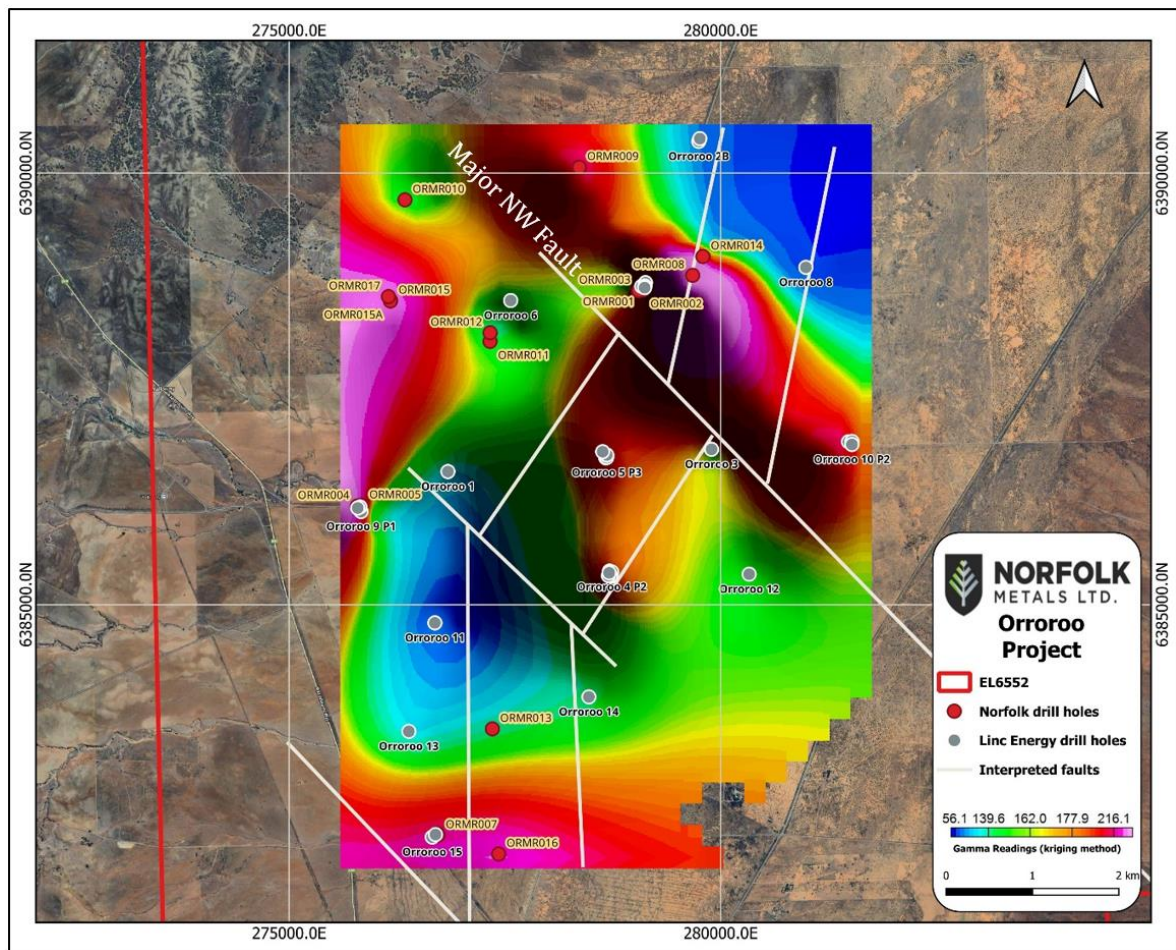 275000.0E
280000.0E
6390000.0N
6390000.0N
Orroroo 2B
Major NW Fault
ORMR009
ORMR010
ORMR014
ORMR008
ORMR003
Orroroo 8
ORMR017
ORMR015
ORMR001
ORMR002
ORMR015A
Orroroo 6
ORMR012
ORMR011
Orroroo 3
Orroroo 10 P2
Orroroo 5 P3
Orroroo 1
ORMR004
ORMR005
Orroroo 9 P1
Orroroo 4 P2
Orroroo 12
6385000.0N
6385000.0N
Orroroo 11
Orroroo 14
ORMR013
Orroroo 13
ORMR007
Orroroo 15
ORMR016
NORFOLK
METALS LTD.
Orroroo
Project
EL6552
Norfolk drill holes
Linc Energy drill holes
Interpreted faults
56.1 139.6 162.0 177.9 216.1
Gamma Readings (kriging method)
0 1 2 km
275000.0E
280000.0E